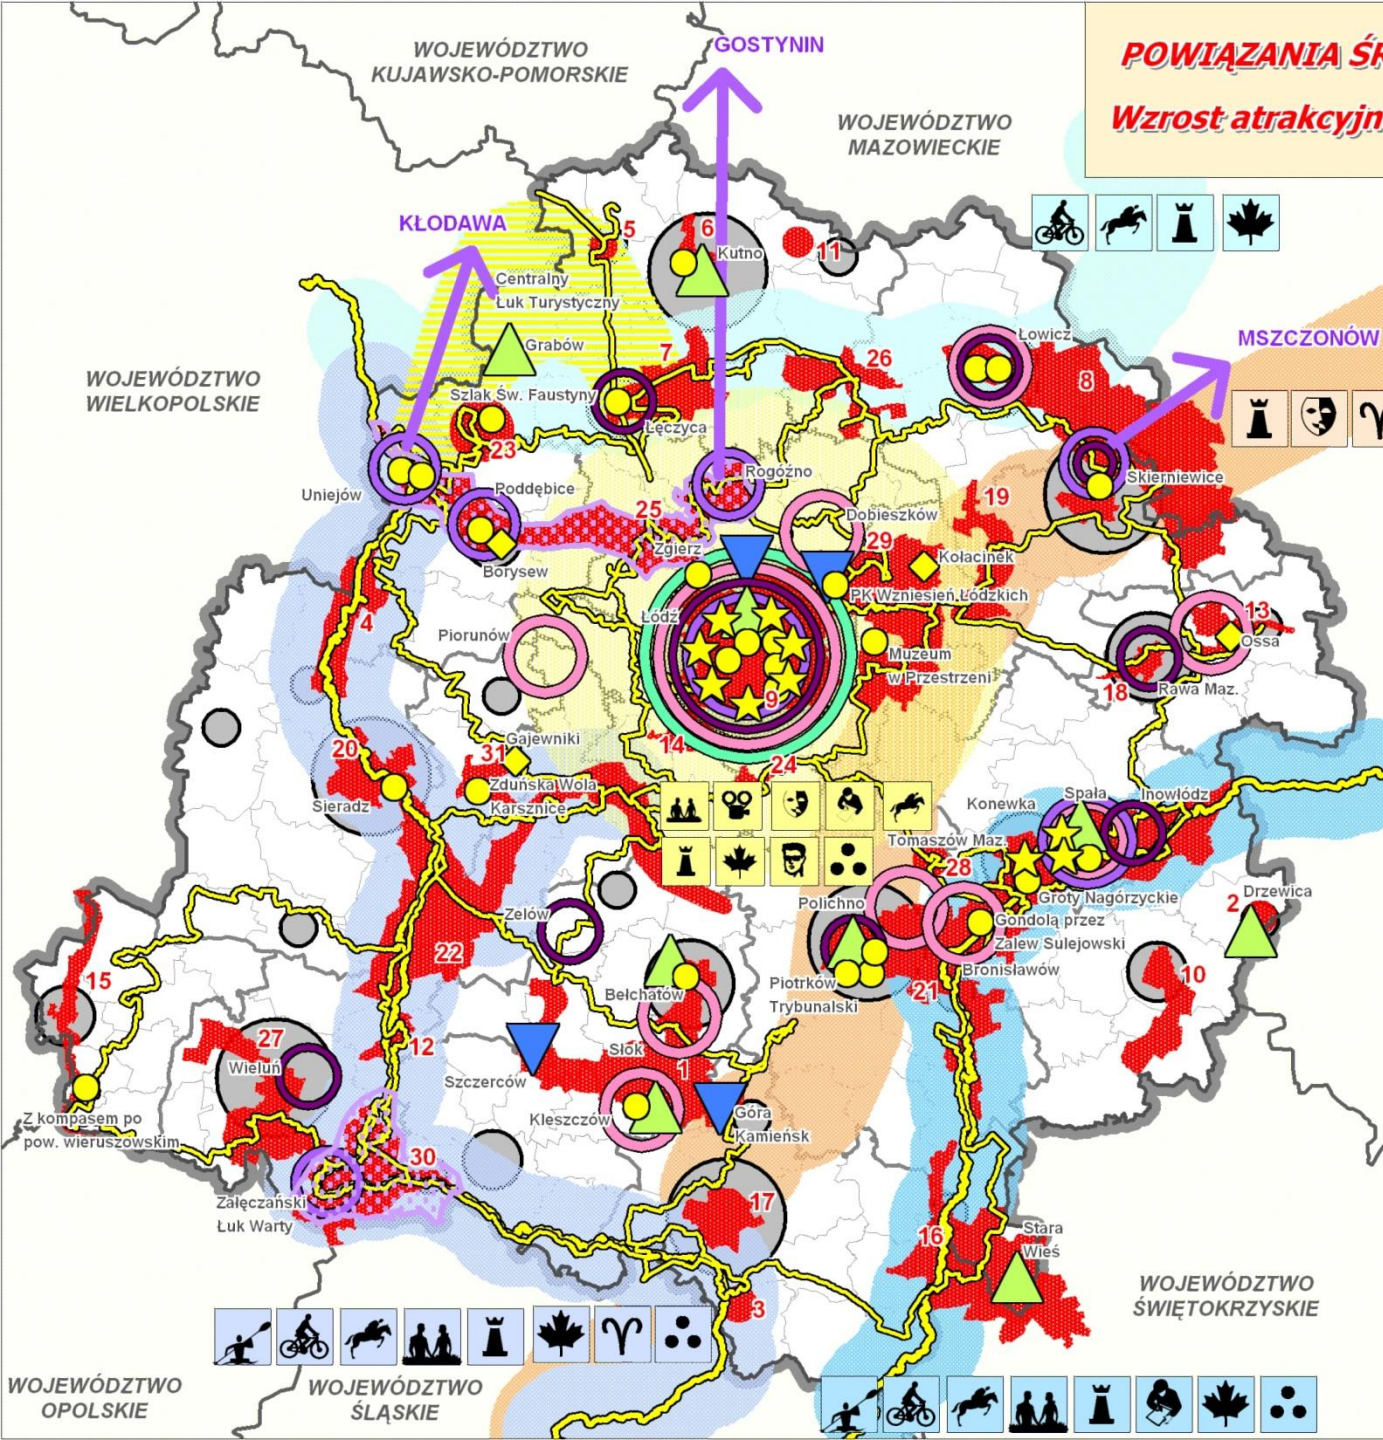 GOSTYNIN
WOJEWÓDZTWO
KUJAWSKO-POMORSKIE
POWIĄZANIA ŚR
Wzrost atrakcyjn
WOJEWÓDZTWO
MAZOWIECKIE
KŁODAWA
5
6
Kutno
11
Centralny
Łuk Turystyczny
Grabów
MSZCZONÓW
Łowicz
7
26
8
WOJEWÓDZTWO
WIELKOPOLSKIE
Szlak Św. Faustyny
Łęczyca
23
Rogóźno
Skierniewice
Uniejów
Poddębice
25
19
Dobieszków
29
Zgierz
Kołacinek
Borysew
PK Wzniesień Łódzkich
Łódź
4
13
Piorunów
Ossa
Muzeum
w Przestrzeni
18
Rawa Maz.
9
14
20
Gajewniki
31
24
Zduńska Wola
Karsznice
Sieradz
Spała
Inowłódz
Konewka
Tomaszów Maz.
28
Groty Nagórzyckie
Drzewica
2
Polichno
Zelów
Gondolą przez
Zalew Sulejowski
22
Bronisławów
15
10
Piotrków
Trybunalski
21
Bełchatów
27
12
Słok
Wieluń
1
Szczerców
Z kompasem po
pow. wieruszowskim
Kleszczów
Góra
Kamieńsk
30
Załęczański
Łuk Warty
17
16
Stara
Wieś
3
WOJEWÓDZTWO
ŚWIĘTOKRZYSKIE
WOJEWÓDZTWO
OPOLSKIE
WOJEWÓDZTWO
ŚLĄSKIE